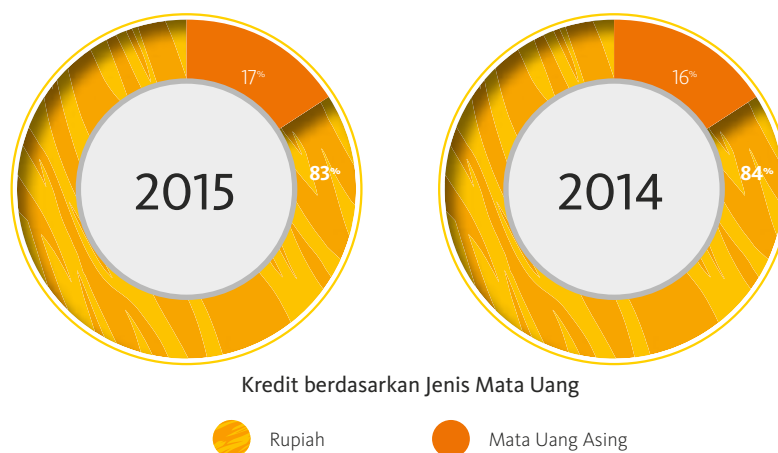 17%
83%
2015
16%
84%
2014
Kredit berdasarkan Jenis Mata Uang
Rupiah
Mata Uang Asing